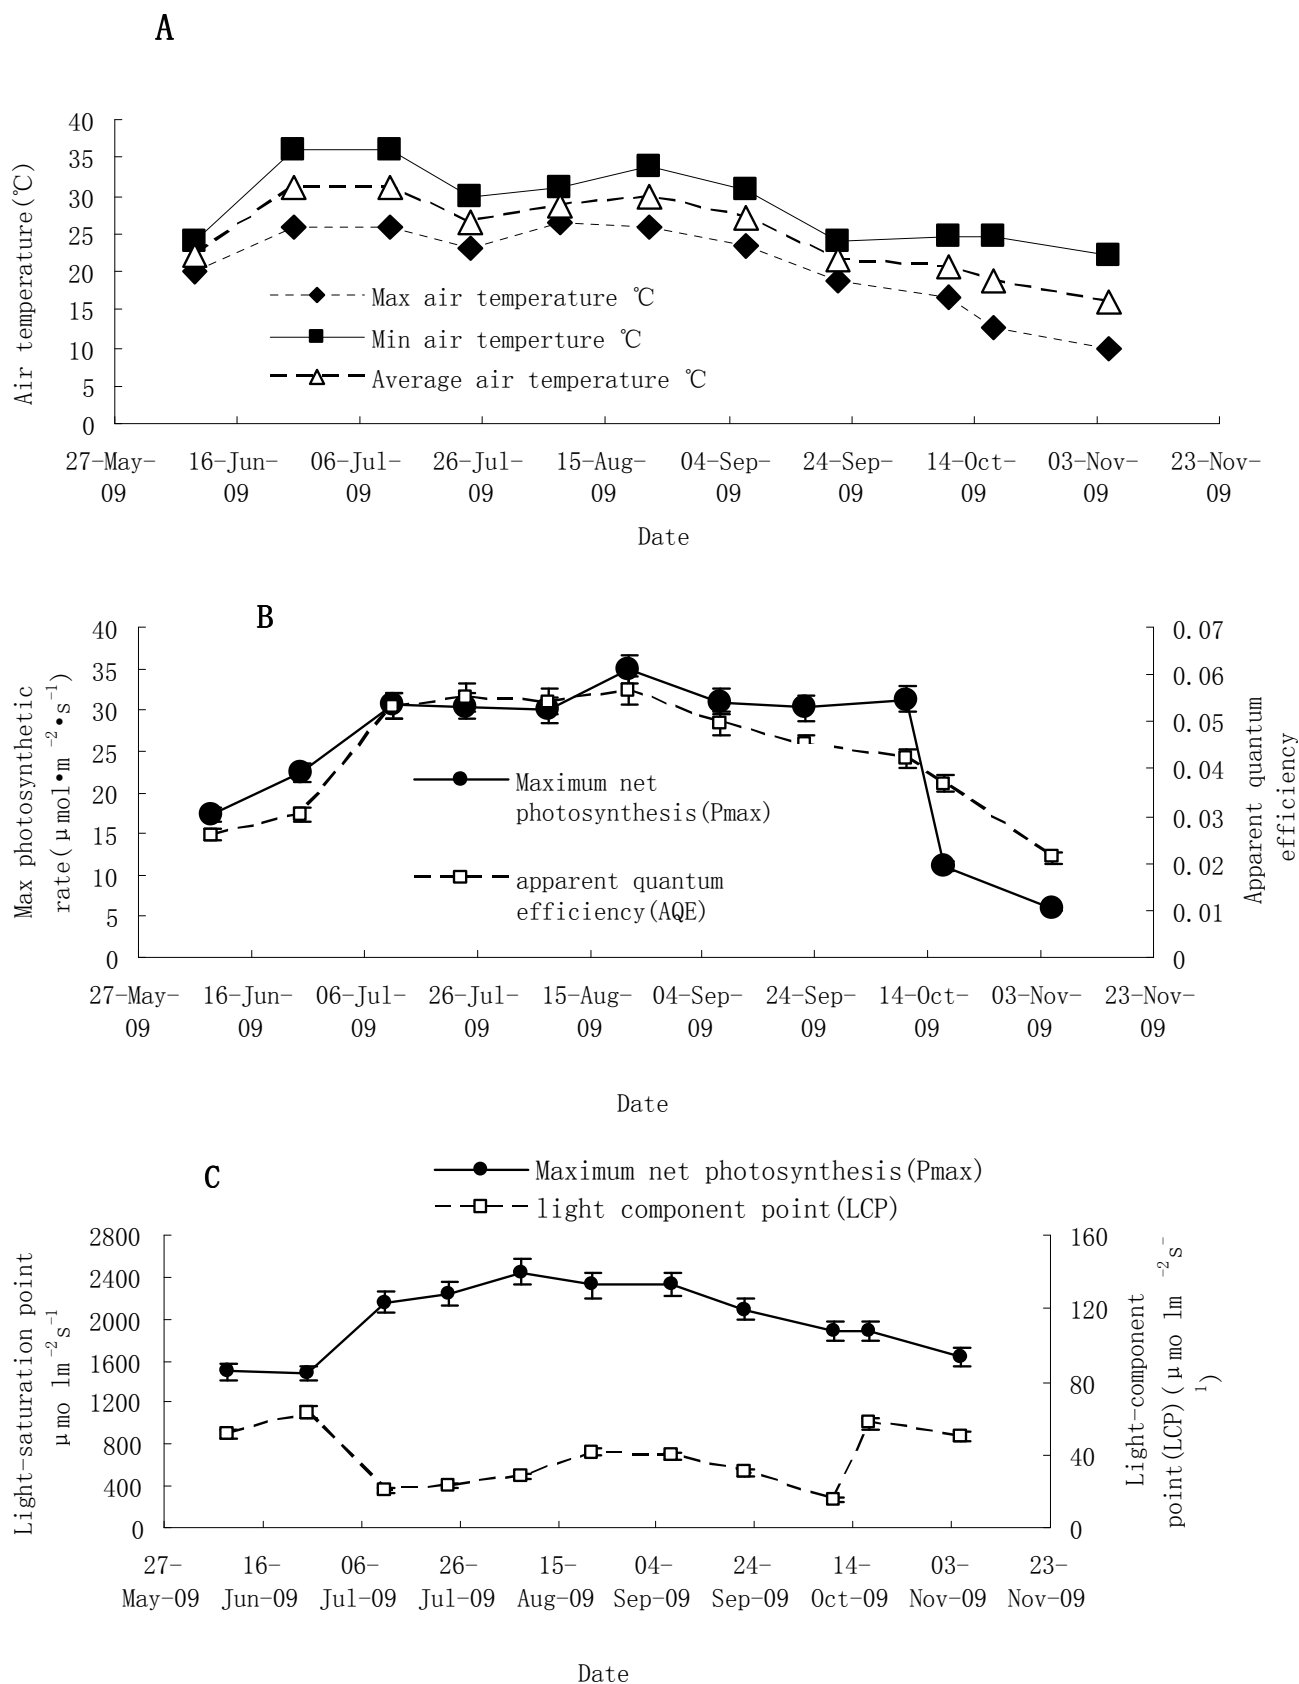 A
40
35
30
25
20
15
10
5
0
Air temperature(℃)
Max air temperature ℃
Min air temperture ℃
Average air temperature ℃
27-May-09
16-Jun-09
06-Jul-09
26-Jul-09
15-Aug-09
04-Sep-09
24-Sep-09
14-Oct-09
03-Nov-09
23-Nov-09
Date
B
40
35
30
25
20
15
10
5
0
Max photosynthetic
rate(μmol•m⁻²•s⁻¹)
0.07
0.06
0.05
0.04
0.03
0.02
0.01
0
Apparent quantum
efficiency
Maximum net
photosynthesis(Pmax)
apparent quantum
efficiency(AQE)
27-May-09
16-Jun-09
06-Jul-09
26-Jul-09
15-Aug-09
04-Sep-09
24-Sep-09
14-Oct-09
03-Nov-09
23-Nov-09
Date
C
Maximum net photosynthesis(Pmax)
light component point(LCP)
2800
2400
2000
1600
1200
800
400
0
Light-saturation point
μmo lm⁻²s⁻¹
160
120
80
40
0
Light-component
point(LCP)(μmo lm⁻²s⁻
¹)
27-May-09
16-Jun-09
06-Jul-09
26-Jul-09
15-Aug-09
04-Sep-09
24-Sep-09
14-Oct-09
03-Nov-09
23-Nov-09
Date